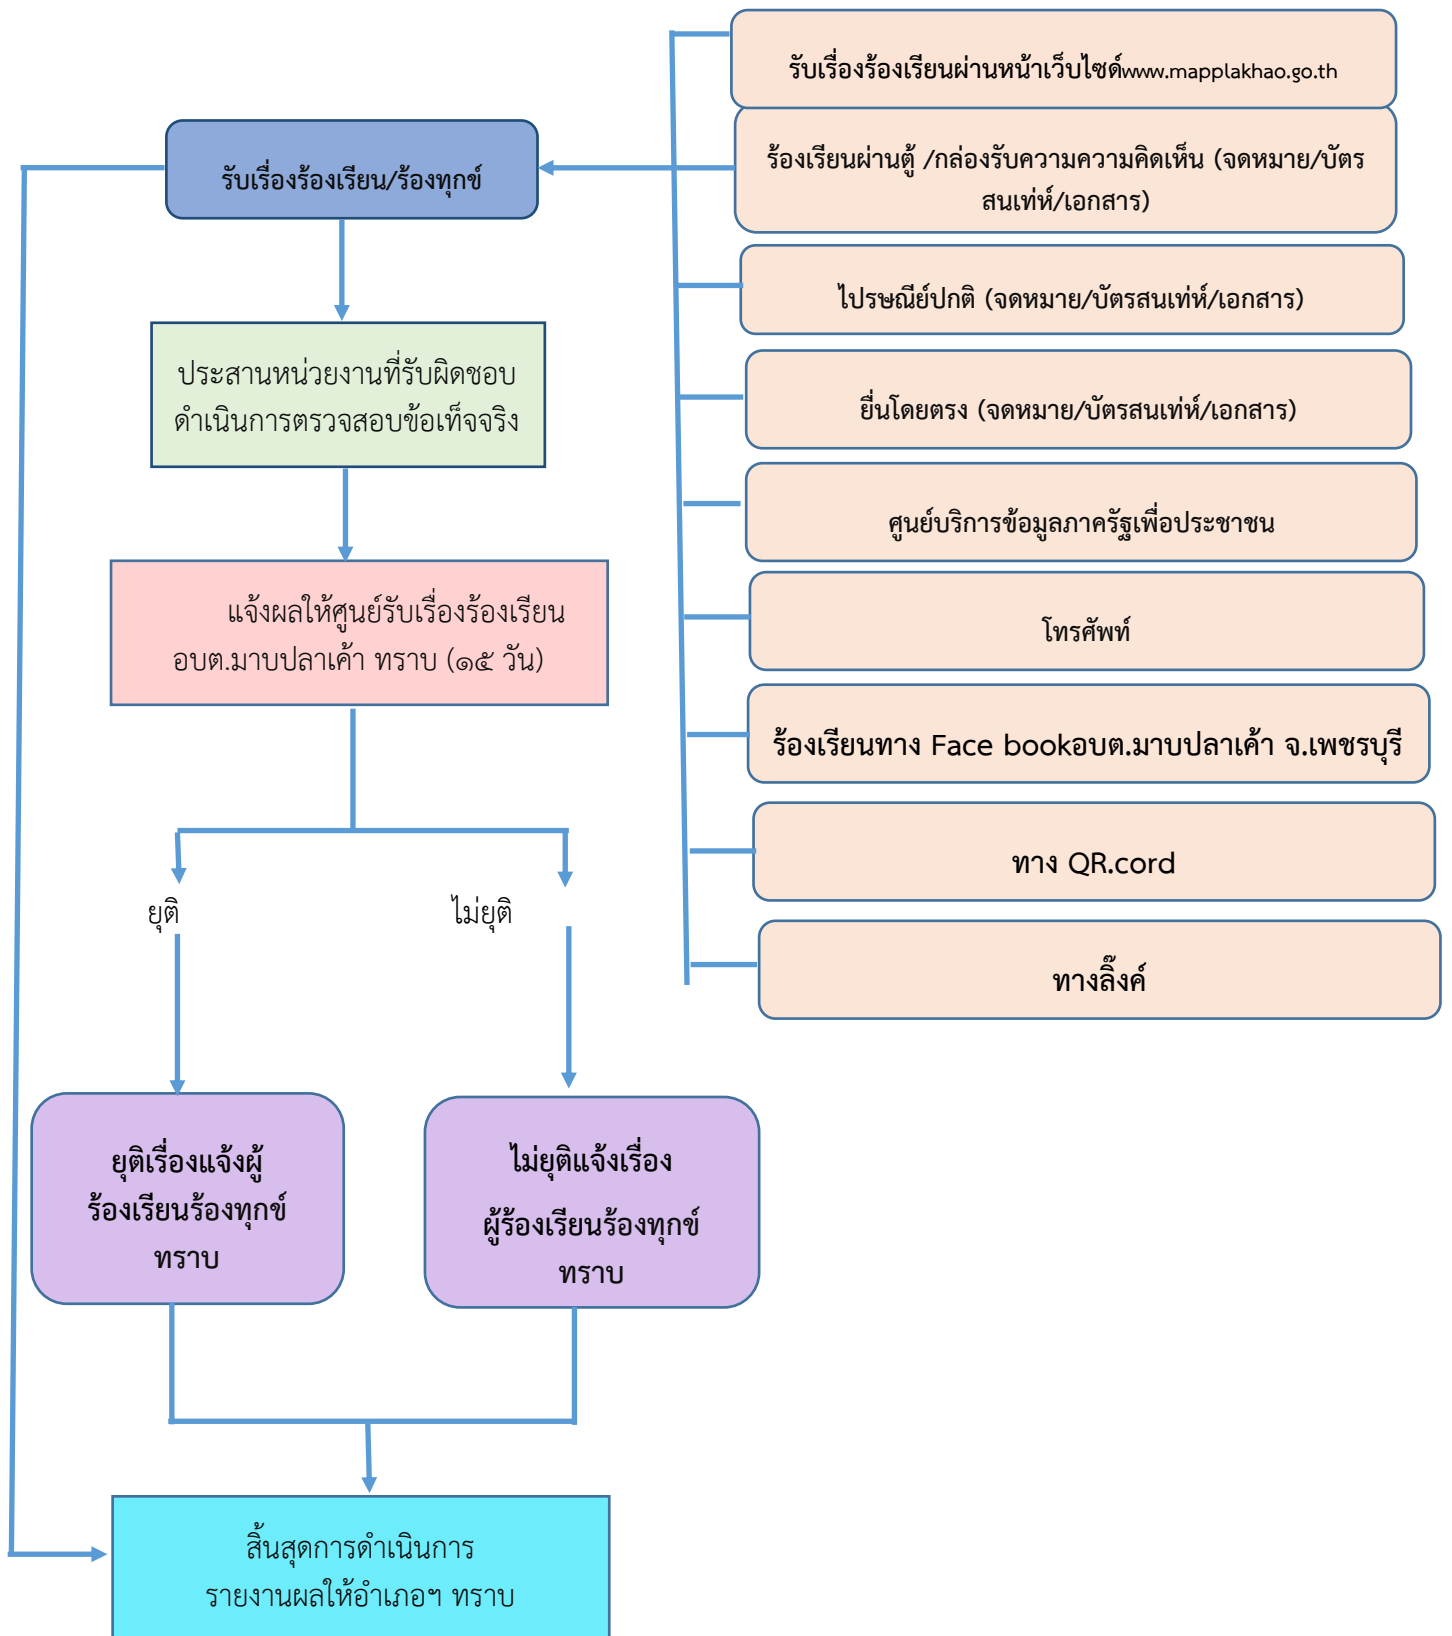 รับเรื่องร้องเรียนผ่านหน้าเว็บไซด์www.mapplakhao.go.th
ร้องเรียนผ่านตู้ /กล่องรับความความคิดเห็น (จดหมาย/บัตร
สนเท่ห์/เอกสาร)
ไปรษณีย์ปกติ (จดหมาย/บัตรสนเท่ห์/เอกสาร)
ยื่นโดยตรง (จดหมาย/บัตรสนเท่ห์/เอกสาร)
ศูนย์บริการข้อมูลภาครัฐเพื่อประชาชน
โทรศัพท์
ร้องเรียนทาง Face bookอบต.มาบปลาเค้า จ.เพชรบุรี
ทาง QR.cord
ทางลิ๊งค์
รับเรื่องร้องเรียน/ร้องทุกข์
ประสานหน่วยงานที่รับผิดชอบ
ดำเนินการตรวจสอบข้อเท็จจริง
แจ้งผลให้ศูนย์รับเรื่องร้องเรียน
อบต.มาบปลาเค้า ทราบ (๑๕ วัน)
ยุติ
ไม่ยุติ
ยุติเรื่องแจ้งผู้
ร้องเรียนร้องทุกข์
ทราบ
ไม่ยุติแจ้งเรื่อง
ผู้ร้องเรียนร้องทุกข์
ทราบ
สิ้นสุดการดำเนินการ
รายงานผลให้อำเภอฯ ทราบ